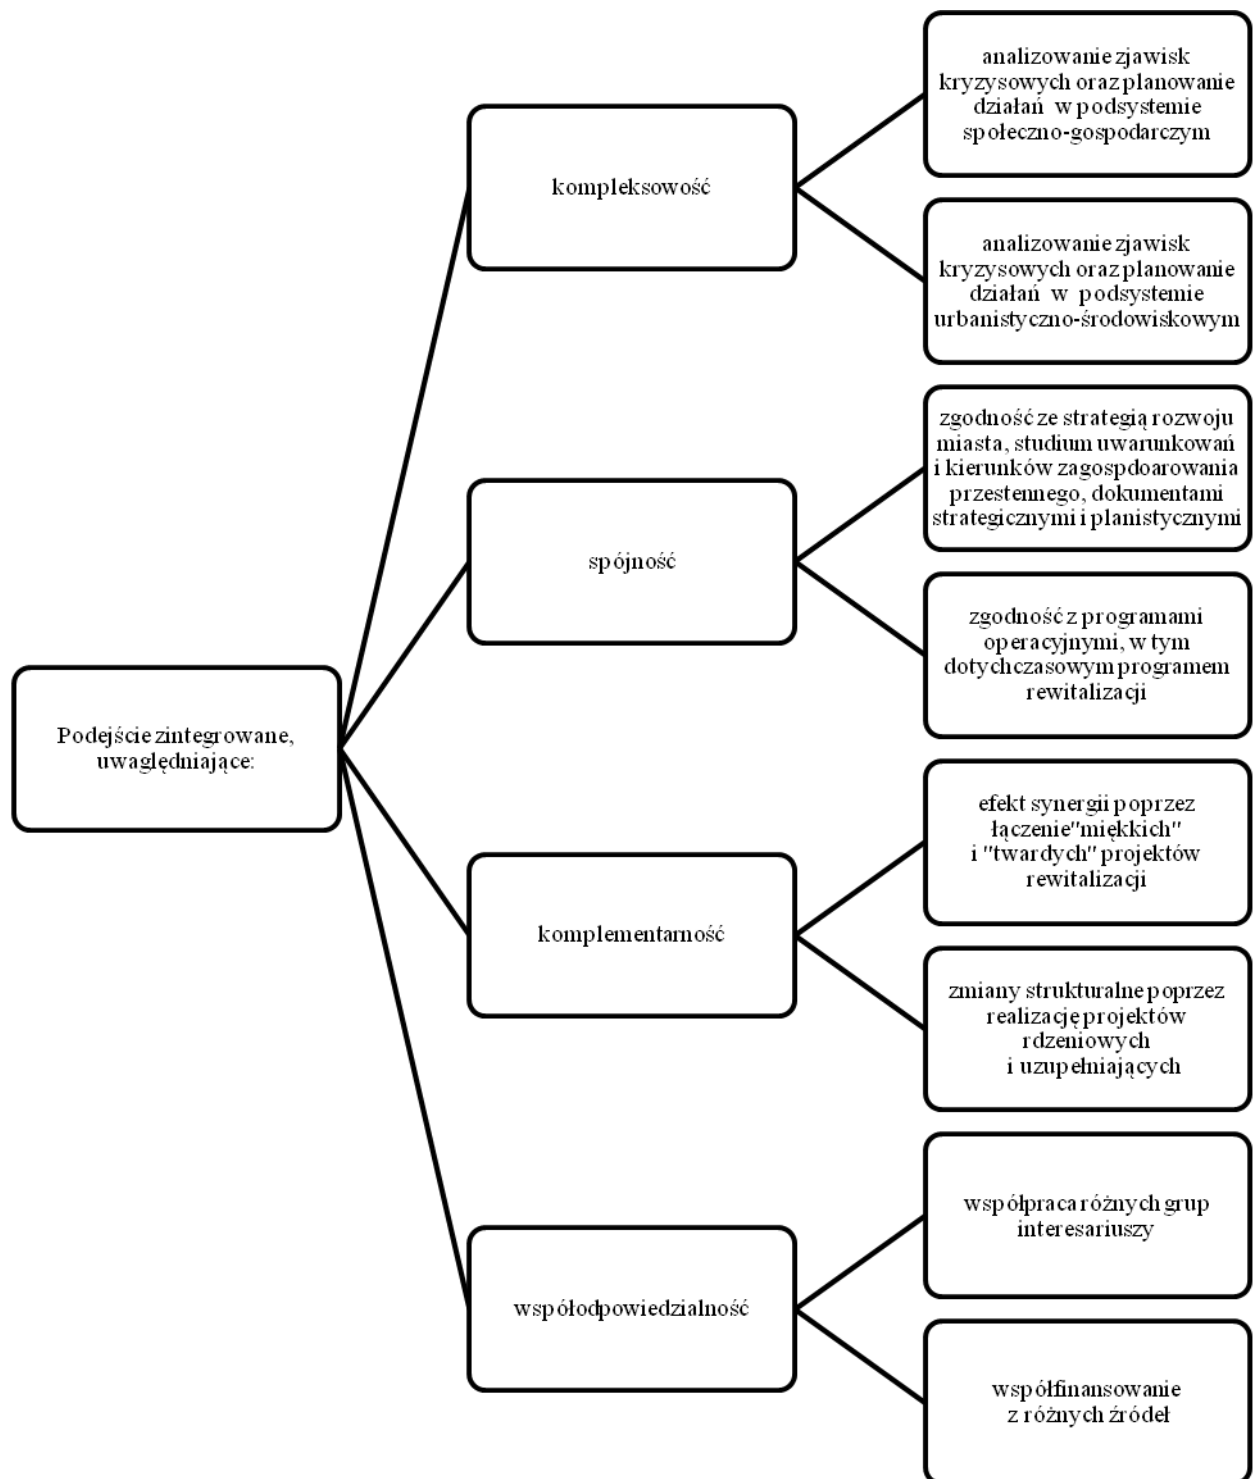 Podejście zintegrowane,
uwaględniające:
kompleksowość
analizowanie zjawisk
kryzysowych oraz planowanie
działań w podsystemie
społeczno-gospodarczym
analizowanie zjawisk
kryzysowych oraz planowanie
działań w podsystemie
urbanistyczno-środowiskowym
spójność
zgodność ze strategią rozwoju
miasta, studium uwarunkowań
i kierunków zagospdoarowania
przestennego, dokumentami
strategicznymi i planistycznymi
zgodność z programami
operacyjnymi, w tym
dotychczasowym programem
rewitalizacji
komplementarność
efekt synergii poprzez
łączenie"miękkich"
i "twardych" projektów
rewitalizacji
zmiany strukturalne poprzez
realizację projektów
rdzeniowych
i uzupełniających
współodpowiedzialność
współpraca różnych grup
interesariuszy
współfinansowanie
z różnych źródeł